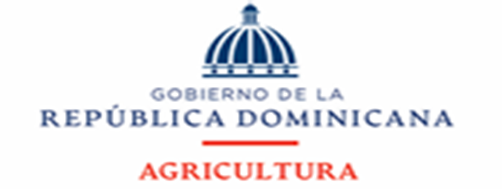 GOBIERNO DE LA
REPÚBLICA DOMINICANA
AGRICULTURA